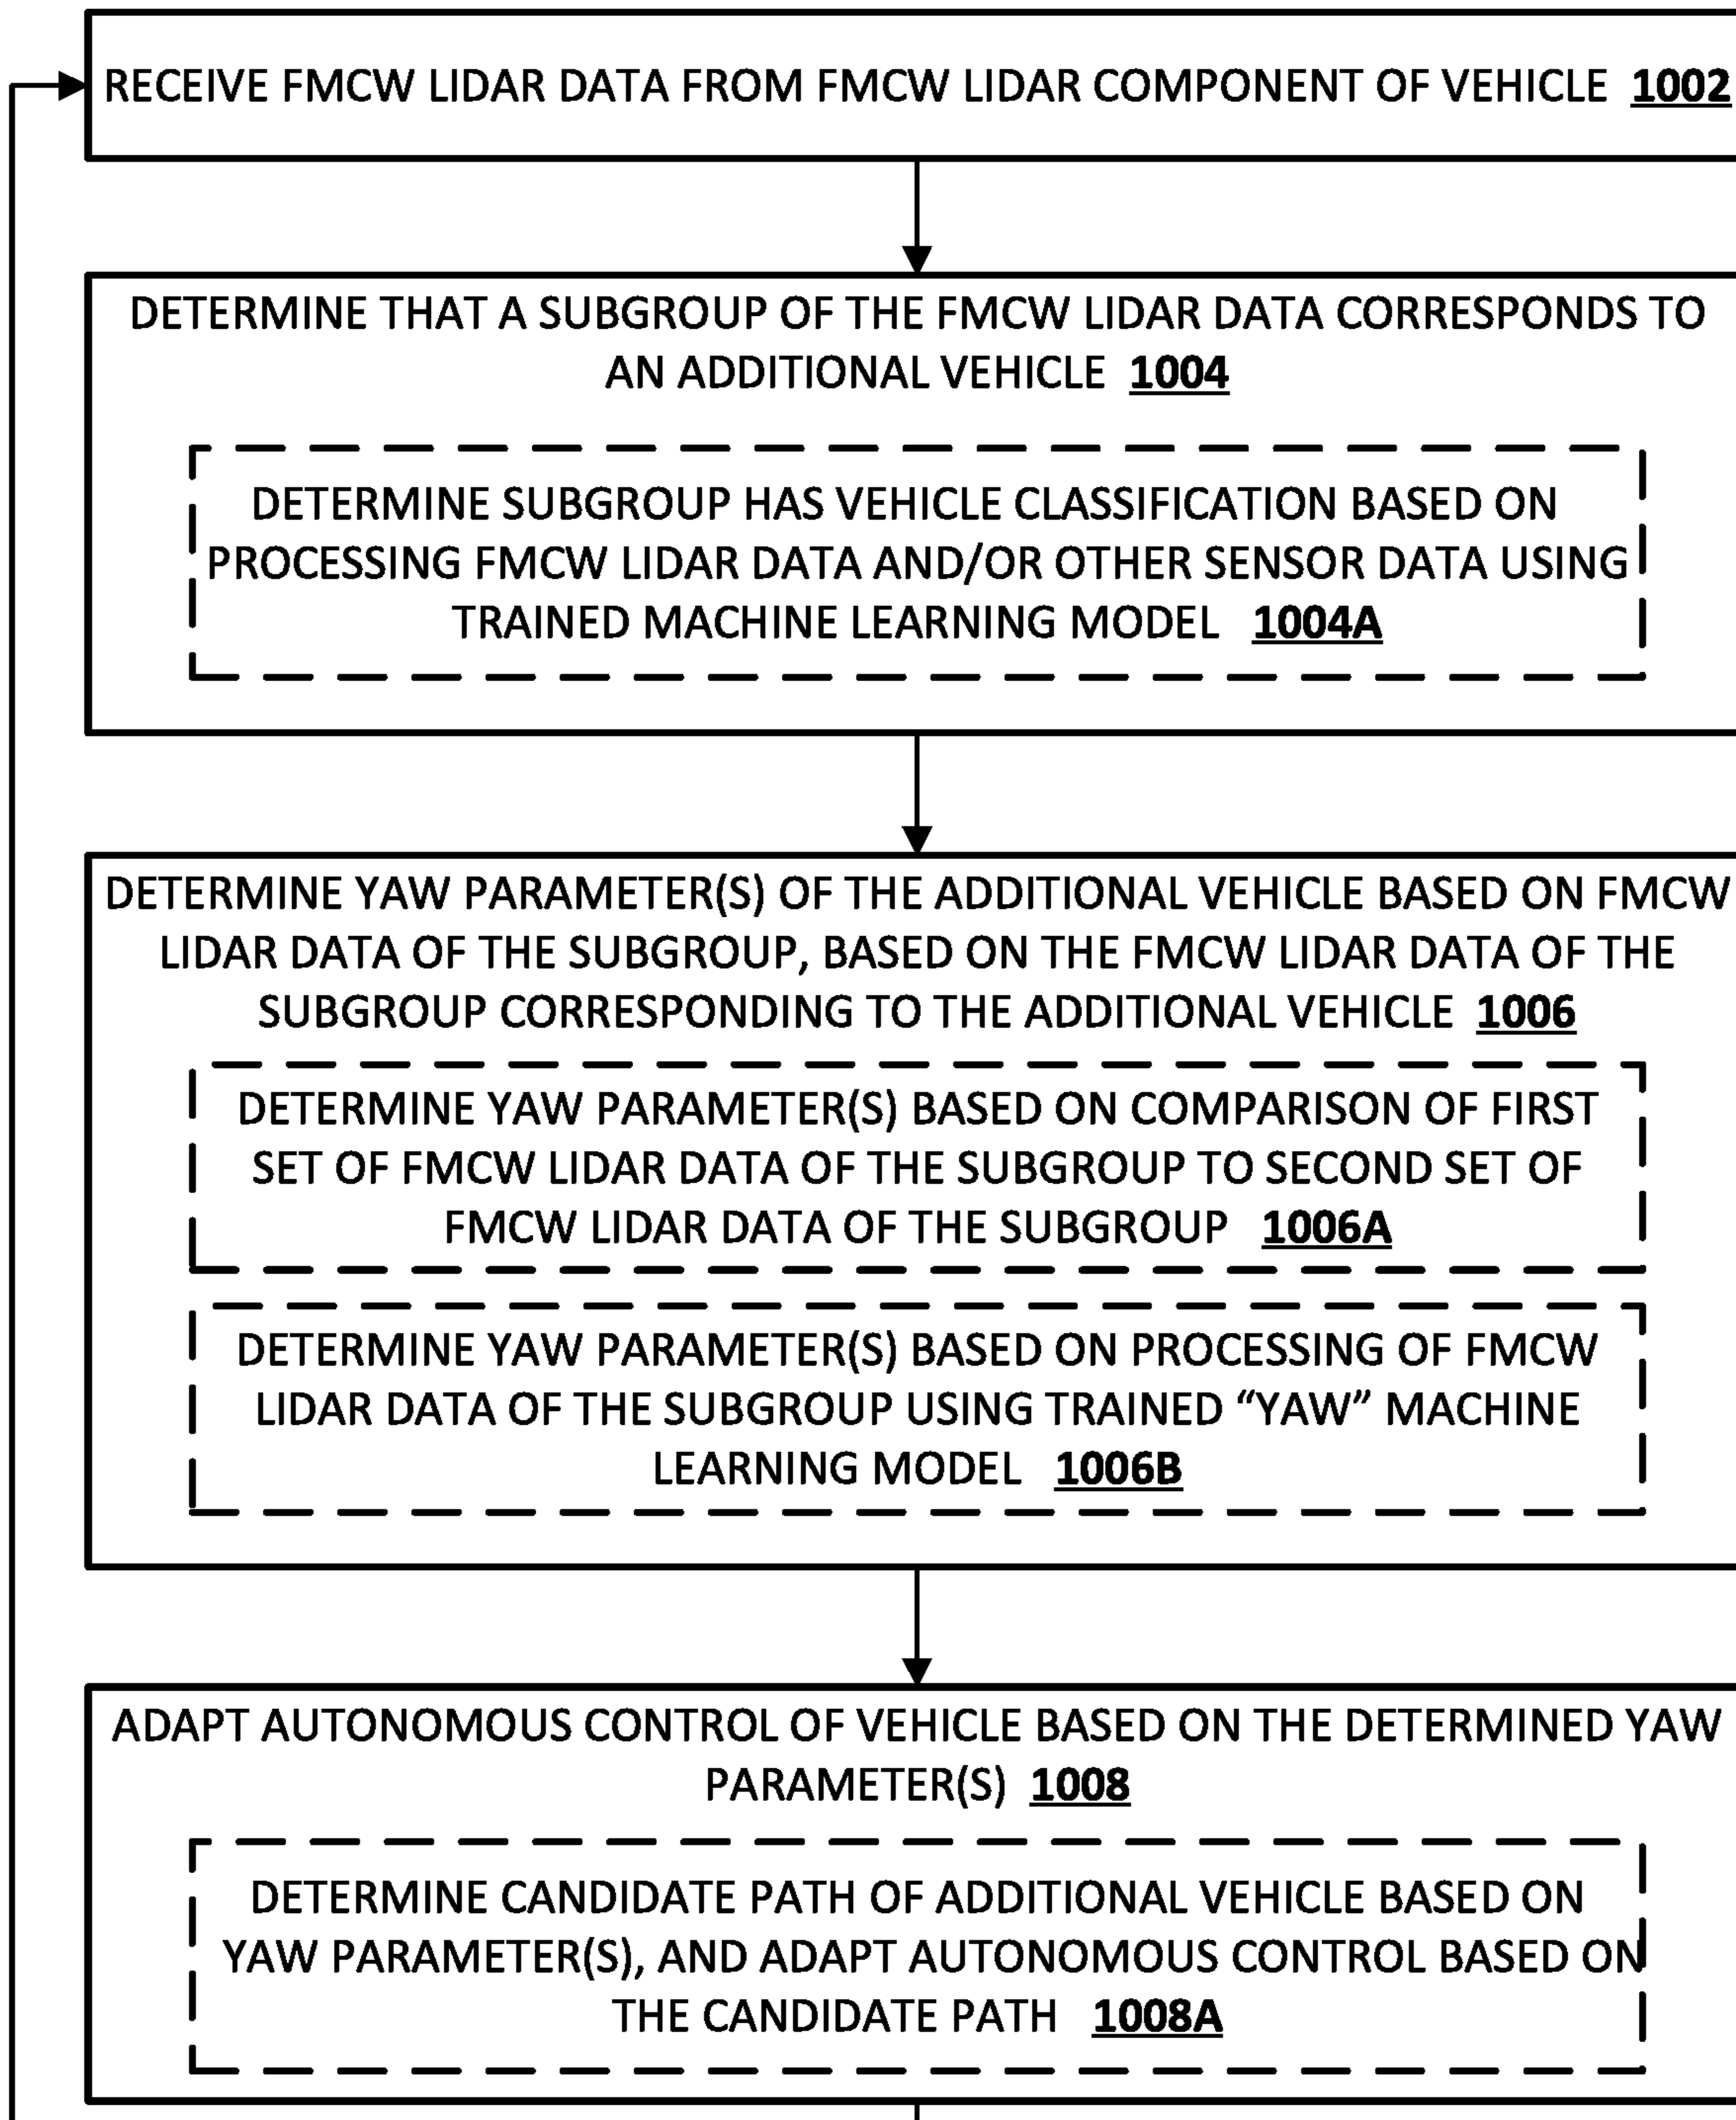 RECEIVE FMCW LIDAR DATA FROM FMCW LIDAR COMPONENT OF VEHICLE 1002
DETERMINE THAT A SUBGROUP OF THE FMCW LIDAR DATA CORRESPONDS TO
AN ADDITIONAL VEHICLE 1004
DETERMINE SUBGROUP HAS VEHICLE CLASSIFICATION BASED ON
PROCESSING FMCW LIDAR DATA AND/OR OTHER SENSOR DATA USING
TRAINED MACHINE LEARNING MODEL 1004A
DETERMINE YAW PARAMETER(S) OF THE ADDITIONAL VEHICLE BASED ON FMCW
LIDAR DATA OF THE SUBGROUP, BASED ON THE FMCW LIDAR DATA OF THE
SUBGROUP CORRESPONDING TO THE ADDITIONAL VEHICLE 1006
DETERMINE YAW PARAMETER(S) BASED ON COMPARISON OF FIRST
SET OF FMCW LIDAR DATA OF THE SUBGROUP TO SECOND SET OF
FMCW LIDAR DATA OF THE SUBGROUP 1006A
DETERMINE YAW PARAMETER(S) BASED ON PROCESSING OF FMCW
LIDAR DATA OF THE SUBGROUP USING TRAINED “YAW” MACHINE
LEARNING MODEL 1006B
ADAPT AUTONOMOUS CONTROL OF VEHICLE BASED ON THE DETERMINED YAW
PARAMETER(S) 1008
DETERMINE CANDIDATE PATH OF ADDITIONAL VEHICLE BASED ON
YAW PARAMETER(S), AND ADAPT AUTONOMOUS CONTROL BASED ON
THE CANDIDATE PATH 1008A